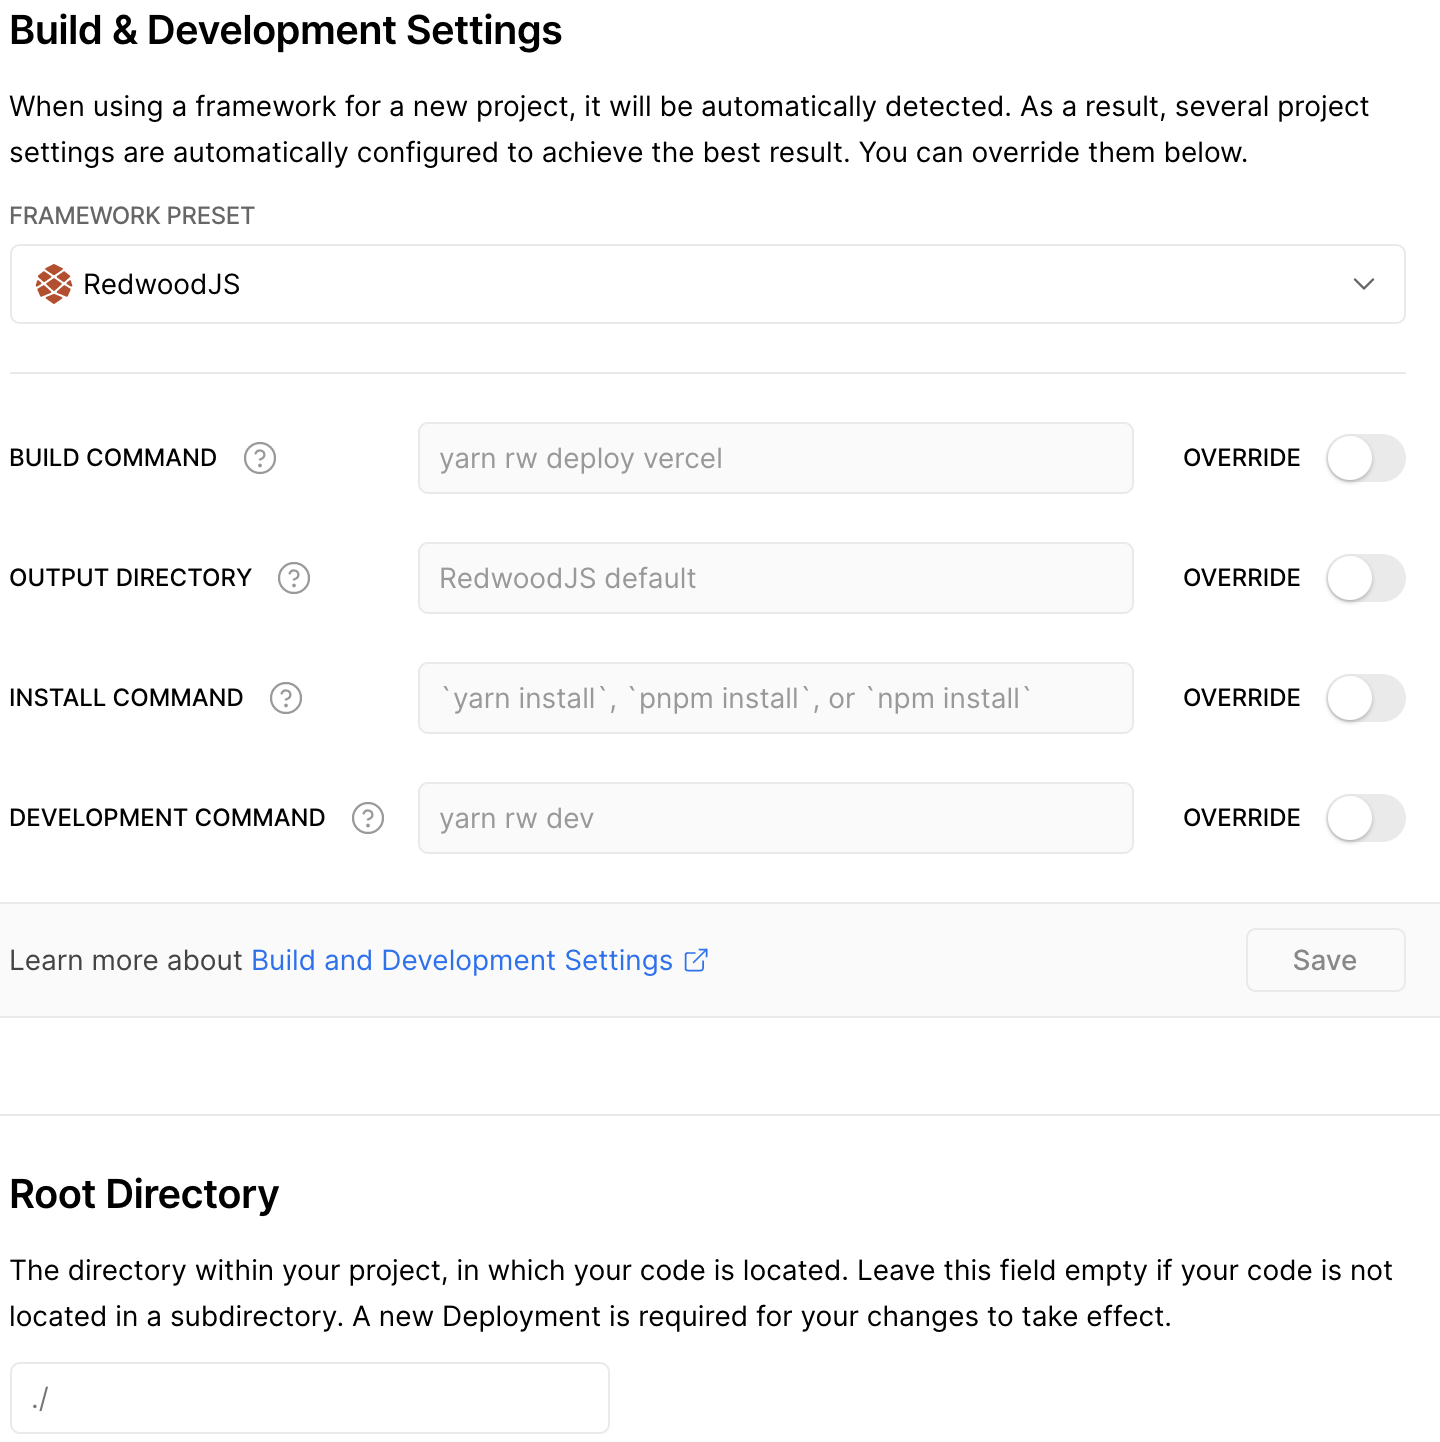 Build & Development Settings
When using a framework for a new project, it will be automatically detected. As a result, several project
settings are automatically configured to achieve the best result. You can override them below.
FRAMEWORK PRESET
RedwoodJS
BUILD COMMAND ? yarn rw deploy vercel OVERRIDE
OUTPUT DIRECTORY ? RedwoodJS default OVERRIDE
INSTALL COMMAND ? `yarn install`, `pnpm install`, or `npm install` OVERRIDE
DEVELOPMENT COMMAND ? yarn rw dev OVERRIDE
Learn more about Build and Development Settings Save
Root Directory
The directory within your project, in which your code is located. Leave this field empty if your code is not
located in a subdirectory. A new Deployment is required for your changes to take effect.
./